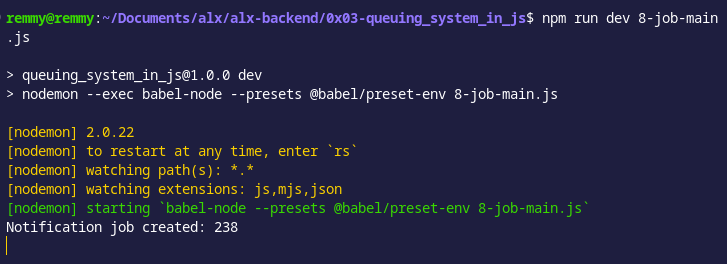 remmy@remmy:~/Documents/alx/alx-backend/0x03-queuing_system_in_js$ npm run dev 8-job-main
.js
> queuing_system_in_js@1.0.0 dev
> nodemon --exec babel-node --presets @babel/preset-env 8-job-main.js
[nodemon] 2.0.22
[nodemon] to restart at any time, enter `rs`
[nodemon] watching path(s): *.*
[nodemon] watching extensions: js,mjs,json
[nodemon] starting `babel-node --presets @babel/preset-env 8-job-main.js`
Notification job created: 238